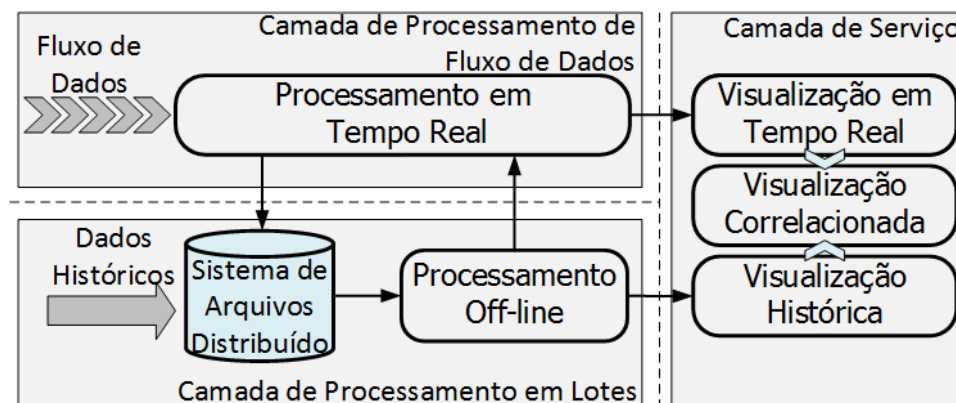 Camada de Processamento de
Fluxo de Dados
Fluxo de
Dados
Processamento em
Tempo Real
Camada de Serviço
Visualização em
Tempo Real
Visualização
Correlacionada
Visualização
Histórica
Dados
Históricos
Sistema de
Arquivos
Distribuído
Processamento
Off-line
Camada de Processamento em Lotes